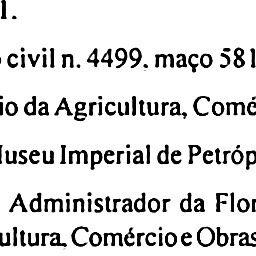 1.
civil n. 4499. maço 581
io da Agricultura, Comé
Museu Imperial de Petróp
Administrador da Flor
ultura. Comércio e Obras